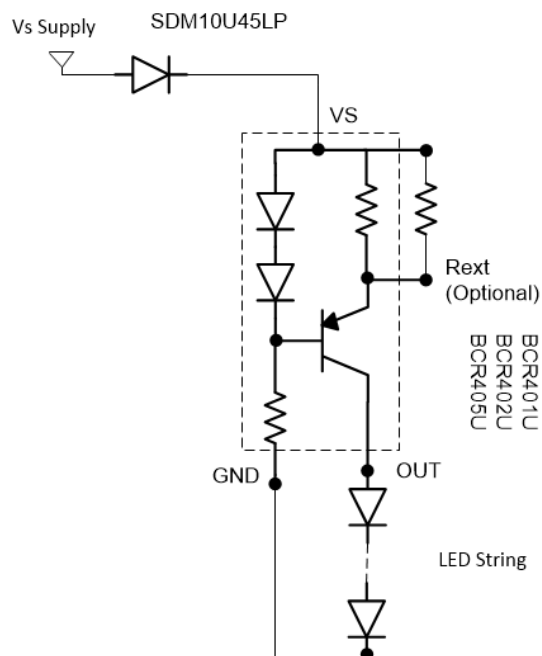 SDM10U45LP
Vs Supply
VS
Rext
(Optional)
BCR401U
BCR402U
BCR405U
GND
OUT
LED String